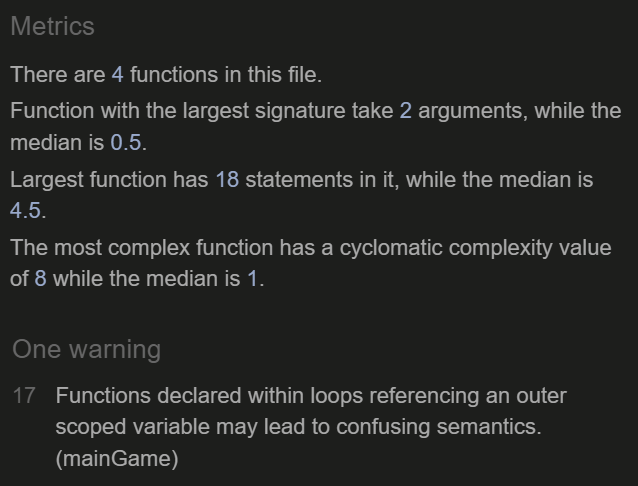 Metrics
There are 4 functions in this file.
Function with the largest signature take 2 arguments, while the
median is 0.5.
Largest function has 18 statements in it, while the median is
4.5.
The most complex function has a cyclomatic complexity value
of 8 while the median is 1.
One warning
17 Functions declared within loops referencing an outer
scoped variable may lead to confusing semantics.
(mainGame)